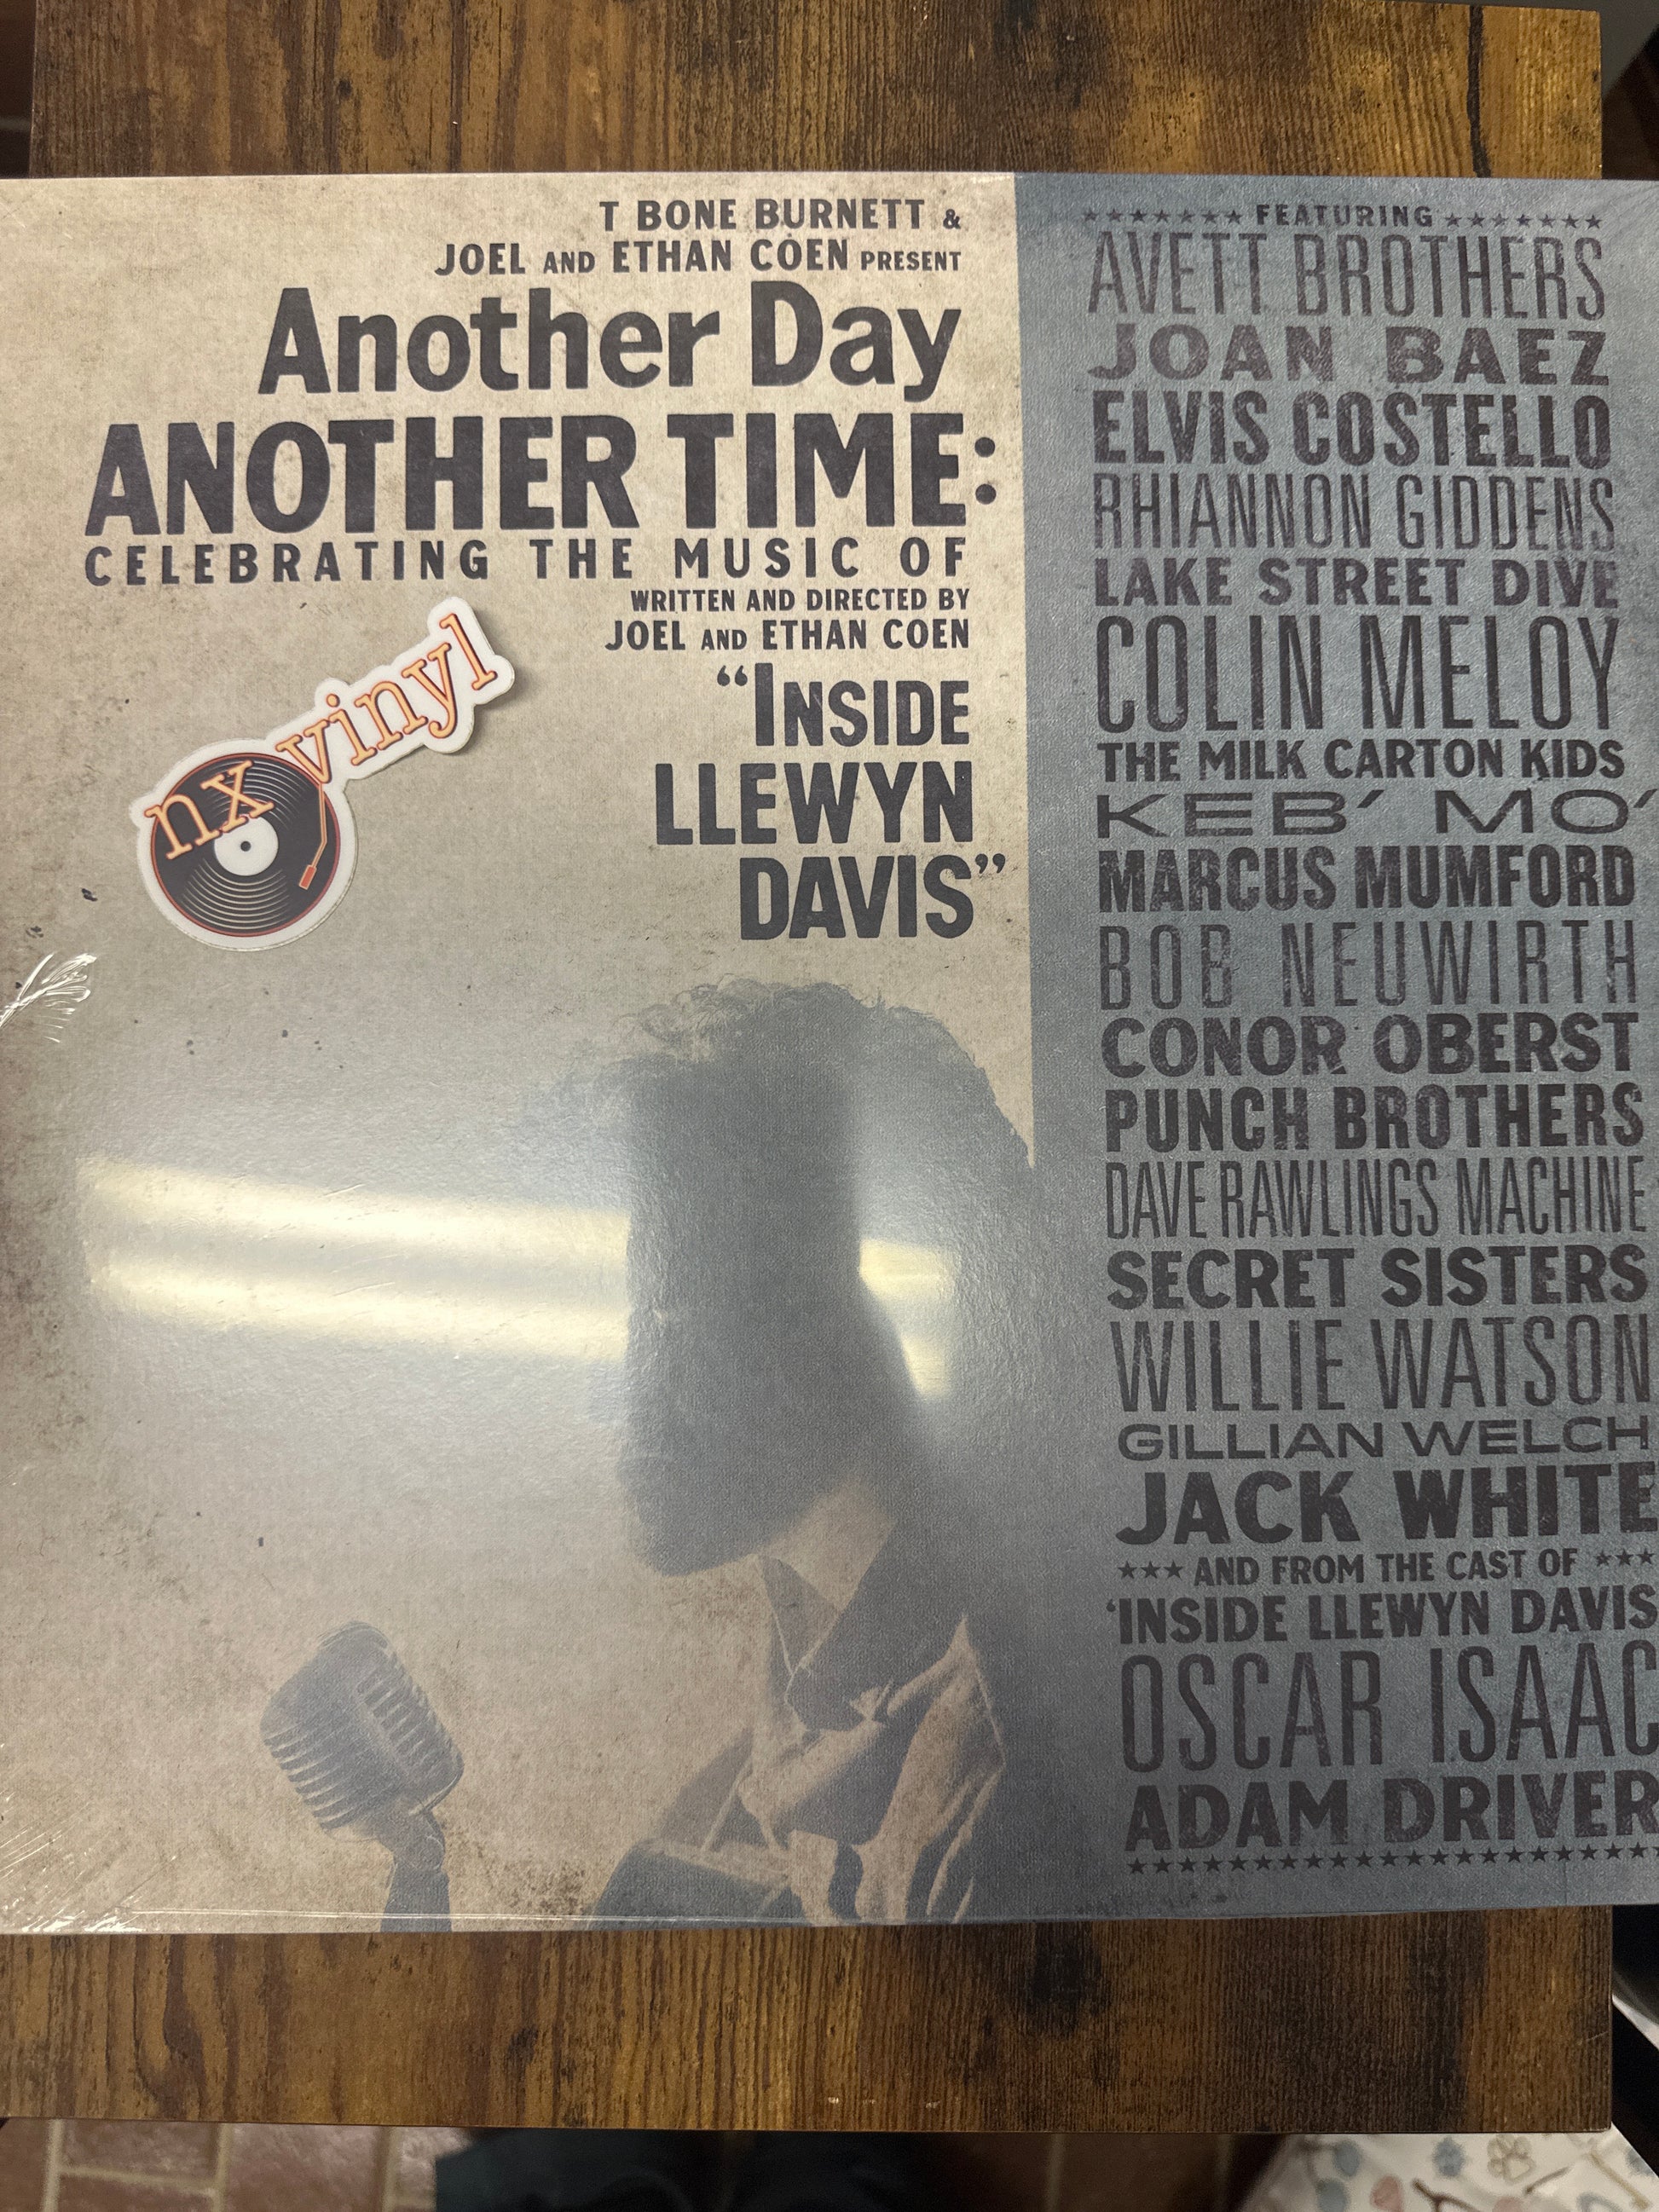 T BONE BURNETT &
JOEL AND ETHAN COEN PRESENT
Another Day
ANOTHER TIME:
CELEBRATING THE MUSIC OF
WRITTEN AND DIRECTED BY
JOEL AND ETHAN COEN
“INSIDE
LLEWYN
DAVIS”
nx vinyl
FEATURING
AVETT BROTHERS
JOAN BAEZ
ELVIS COSTELLO
RHIANNON GIDDENS
LAKE STREET DIVE
COLIN MELOY
THE MILK CARTON KIDS
KEB’ MO’
MARCUS MUMFORD
BOB NEUWIRTH
CONOR OBERST
PUNCH BROTHERS
DAVE RAWLINGS MACHINE
SECRET SISTERS
WILLIE WATSON
GILLIAN WELCH
JACK WHITE
AND FROM THE CAST OF
‘INSIDE LLEWYN DAVIS
OSCAR ISAAC
ADAM DRIVER